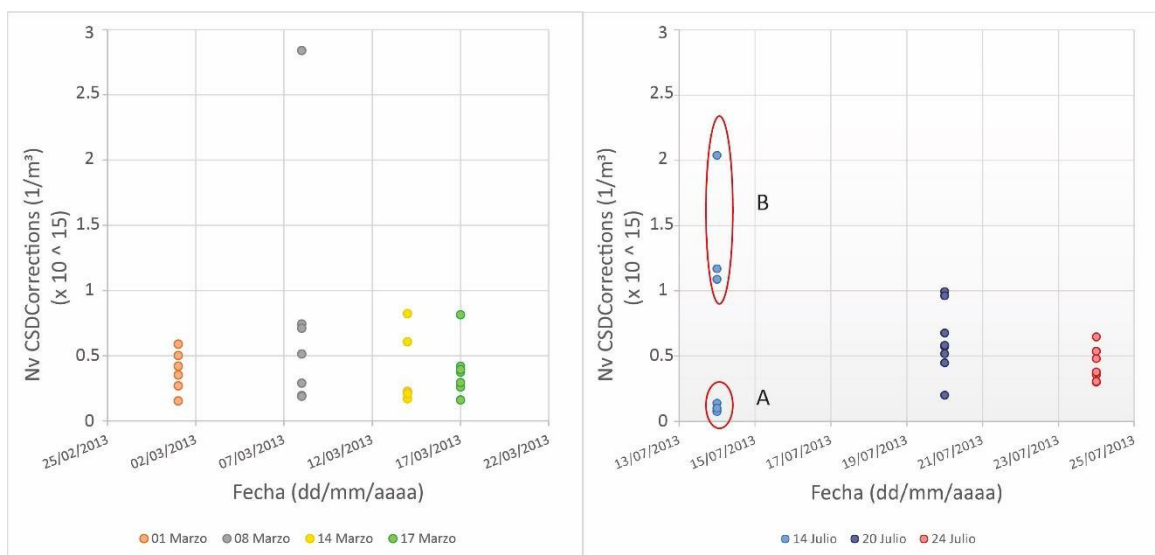 Nv CSDCorrections (1/m³)
(x 10 ^ 15)
3
2.5
2
1.5
1
0.5
0
25/02/2013
02/03/2013
07/03/2013
12/03/2013
17/03/2013
22/03/2013
Fecha (dd/mm/aaaa)
01 Marzo 08 Marzo 14 Marzo 17 Marzo
Nv CSDCorrections (1/m³)
(x 10 ^ 15)
3
2.5
2
1.5
1
0.5
0
B
A
13/07/2013
15/07/2013
17/07/2013
19/07/2013
21/07/2013
23/07/2013
25/07/2013
Fecha (dd/mm/aaaa)
14 Julio 20 Julio 24 Julio